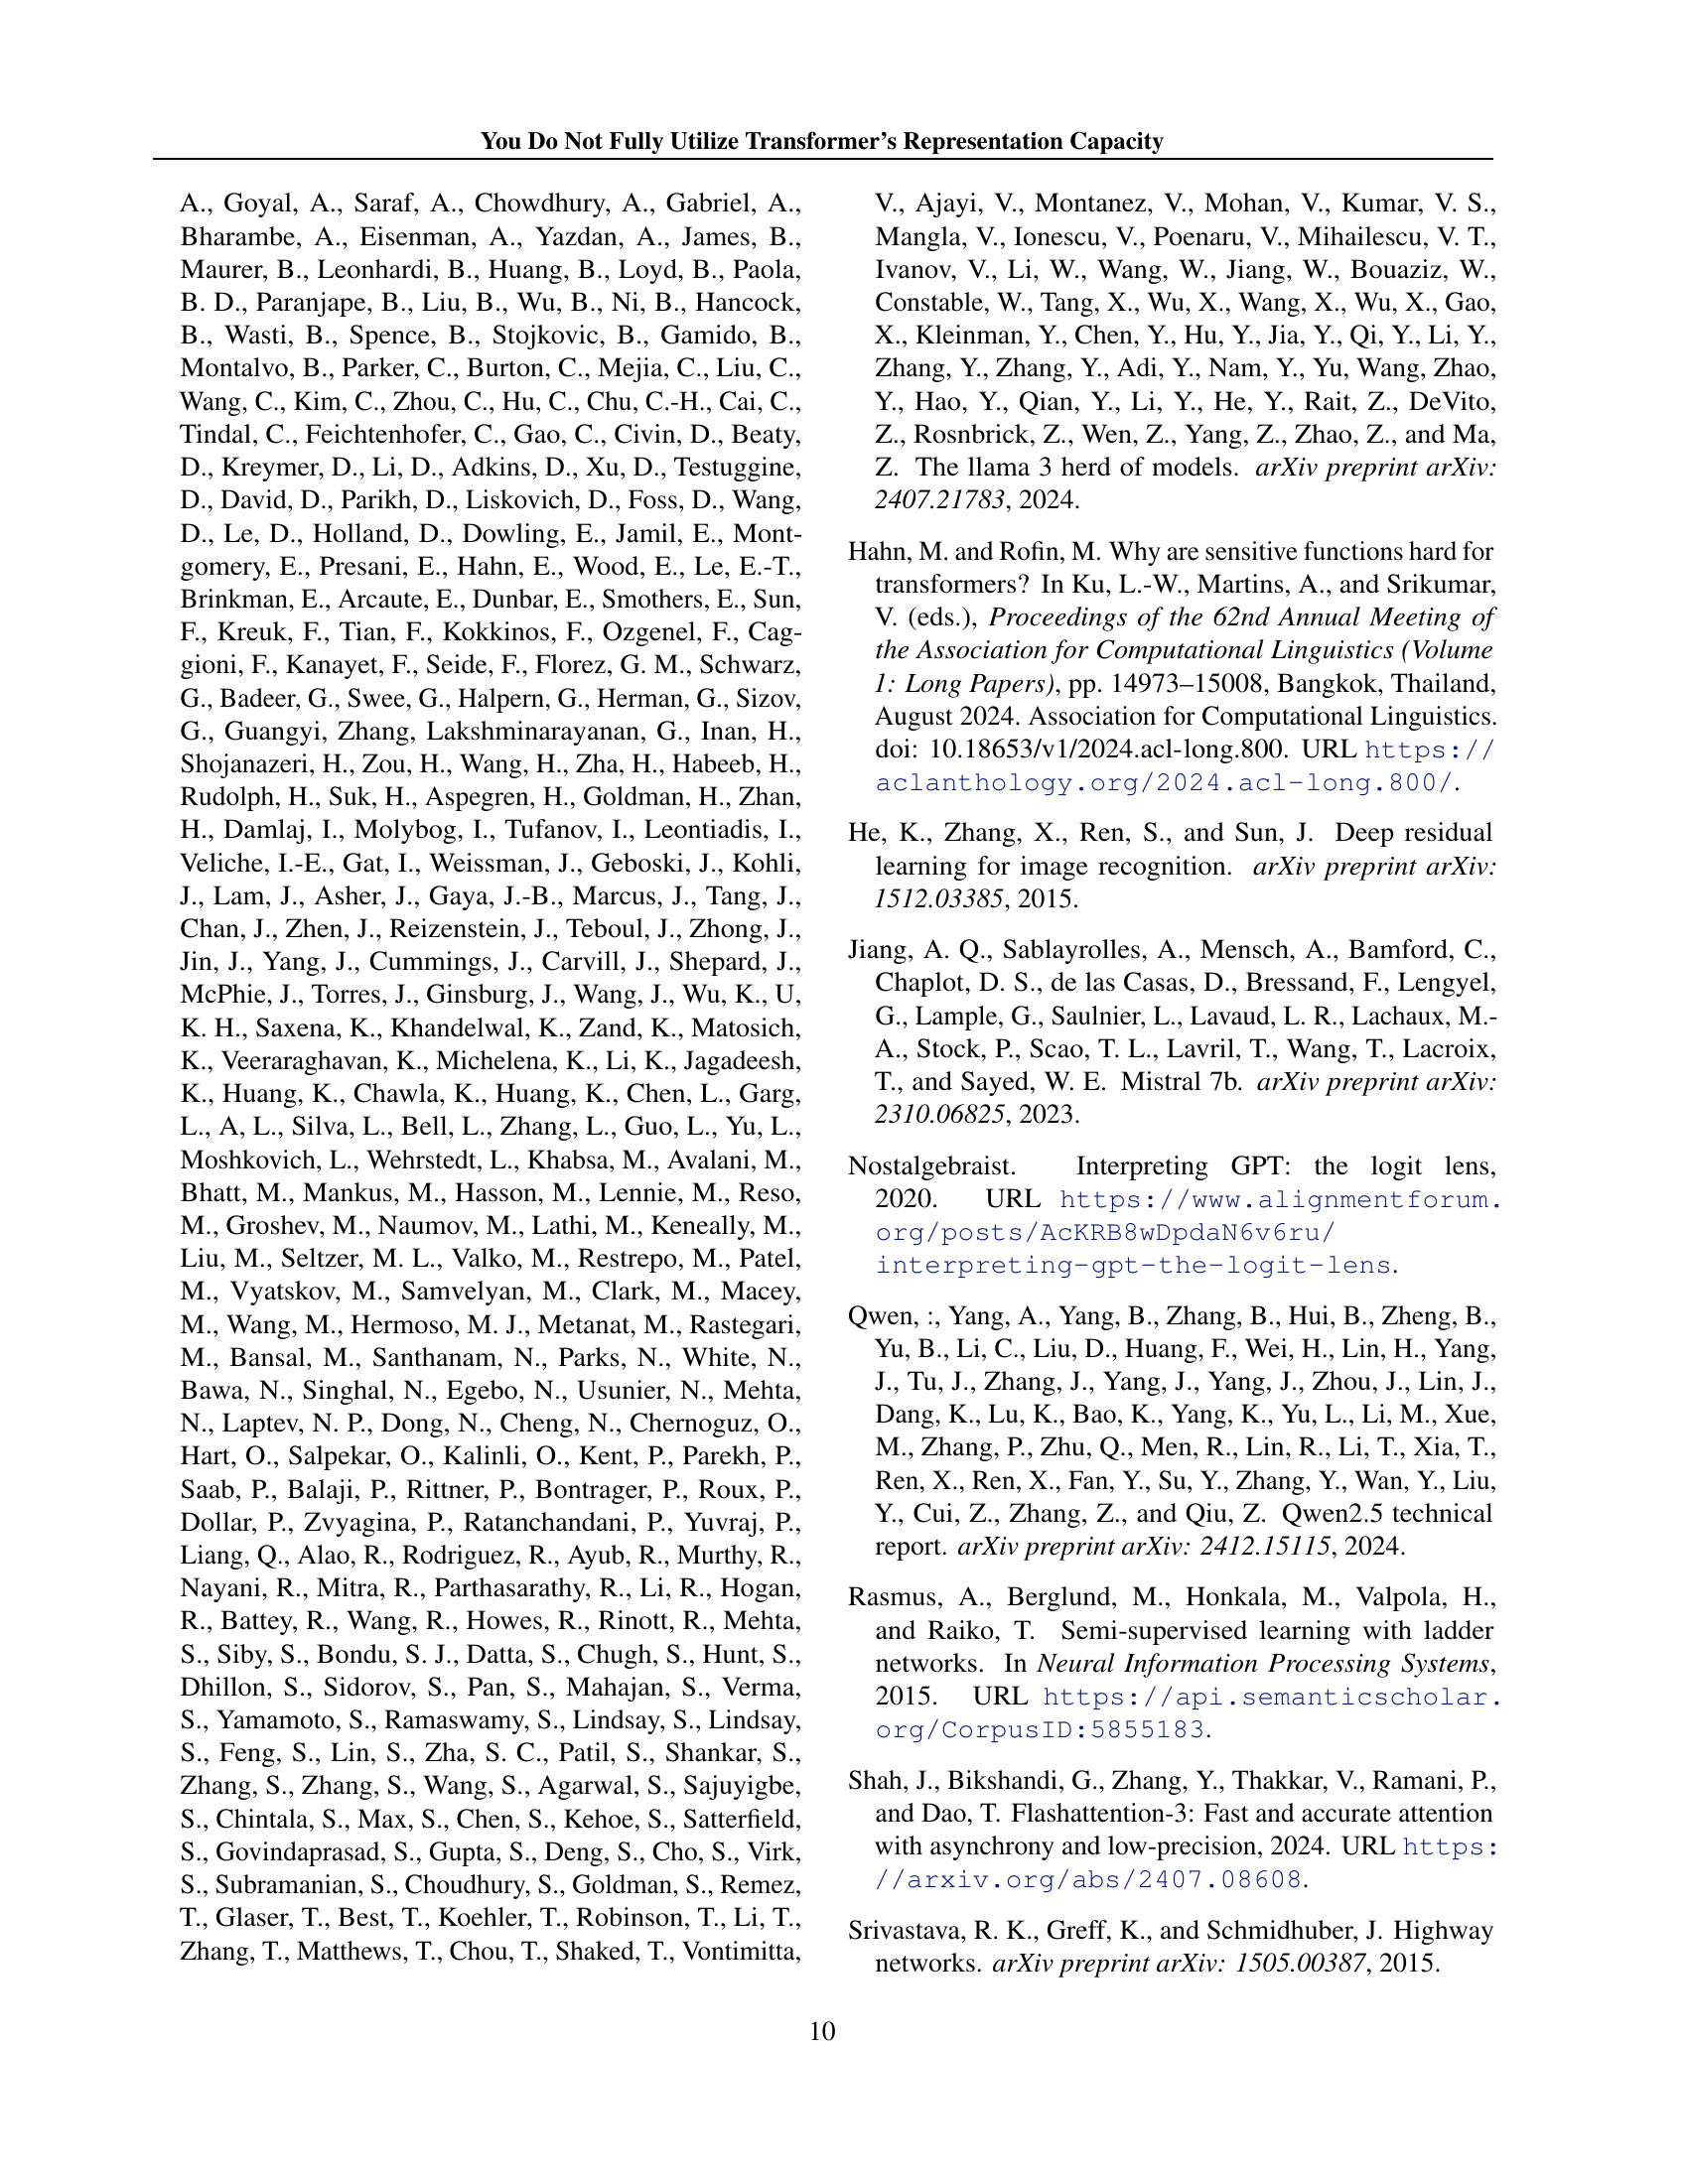 You Do Not Fully Utilize Transformer's Representation Capacity
A., Goyal, A., Saraf, A., Chowdhury, A., Gabriel, A.,
Bharambe, A., Eisenman, A., Yazdan, A., James, B.,
Maurer, B., Leonhardi, B., Huang, B., Loyd, B., Paola,
B. D., Paranjape, B., Liu, B., Wu, B., Ni, B., Hancock,
B., Wasti, B., Spence, B., Stojkovic, B., Gamido, B.,
Montalvo, B., Parker, C., Burton, C., Mejia, C., Liu, C.,
Wang, C., Kim, C., Zhou, C., Hu, C., Chu, C.-H., Cai, C.,
Tindal, C., Feichtenhofer, C., Gao, C., Civin, D., Beaty,
D., Kreymer, D., Li, D., Adkins, D., Xu, D., Testuggine,
D., David, D., Parikh, D., Liskovich, D., Foss, D., Wang,
D., Le, D., Holland, D., Dowling, E., Jamil, E., Mont-
gomery, E., Presani, E., Hahn, E., Wood, E., Le, E.-T.,
Brinkman, E., Arcaute, E., Dunbar, E., Smothers, E., Sun,
F., Kreuk, F., Tian, F., Kokkinos, F., Ozgenel, F., Cag-
gioni, F., Kanayet, F., Seide, F., Florez, G. M., Schwarz,
G., Badeer, G., Swee, G., Halpern, G., Herman, G., Sizov,
G., Guangyi, Zhang, Lakshminarayanan, G., Inan, H.,
Shojanazeri, H., Zou, H., Wang, H., Zha, H., Habeeb, H.,
Rudolph, H., Suk, H., Aspegren, H., Goldman, H., Zhan,
H., Damlaj, I., Molybog, I., Tufanov, I., Leontiadis, I.,
Veliche, I.-E., Gat, I., Weissman, J., Geboski, J., Kohli,
J., Lam, J., Asher, J., Gaya, J.-B., Marcus, J., Tang, J.,
Chan, J., Zhen, J., Reizenstein, J., Teboul, J., Zhong, J.,
Jin, J., Yang, J., Cummings, J., Carvill, J., Shepard, J.,
McPhie, J., Torres, J., Ginsburg, J., Wang, J., Wu, K., U,
K. H., Saxena, K., Khandelwal, K., Zand, K., Matosich,
K., Veeraraghavan, K., Michelena, K., Li, K., Jagadeesh,
K., Huang, K., Chawla, K., Huang, K., Chen, L., Garg,
L., A, L., Silva, L., Bell, L., Zhang, L., Guo, L., Yu, L.,
Moshkovich, L., Wehrstedt, L., Khabsa, M., Avalani, M.,
Bhatt, M., Mankus, M., Hasson, M., Lennie, M., Reso,
M., Groshev, M., Naumov, M., Lathi, M., Keneally, M.,
Liu, M., Seltzer, M. L., Valko, M., Restrepo, M., Patel,
M., Vyatskov, M., Samvelyan, M., Clark, M., Macey,
M., Wang, M., Hermoso, M. J., Metanat, M., Rastegari,
M., Bansal, M., Santhanam, N., Parks, N., White, N.,
Bawa, N., Singhal, N., Egebo, N., Usunier, N., Mehta,
N., Laptev, N. P., Dong, N., Cheng, N., Chernoguz, O.,
Hart, O., Salpekar, O., Kalinli, O., Kent, P., Parekh, P.,
Saab, P., Balaji, P., Rittner, P., Bontrager, P., Roux, P.,
Dollar, P., Zvyagina, P., Ratanchandani, P., Yuvraj, P.,
Liang, Q., Alao, R., Rodriguez, R., Ayub, R., Murthy, R.,
Nayani, R., Mitra, R., Parthasarathy, R., Li, R., Hogan,
R., Battey, R., Wang, R., Howes, R., Rinott, R., Mehta,
S., Siby, S., Bondu, S. J., Datta, S., Chugh, S., Hunt, S.,
Dhillon, S., Sidorov, S., Pan, S., Mahajan, S., Verma,
S., Yamamoto, S., Ramaswamy, S., Lindsay, S., Lindsay,
S., Feng, S., Lin, S., Zha, S. C., Patil, S., Shankar, S.,
Zhang, S., Zhang, S., Wang, S., Agarwal, S., Sajuyigbe,
S., Chintala, S., Max, S., Chen, S., Kehoe, S., Satterfield,
S., Govindaprasad, S., Gupta, S., Deng, S., Cho, S., Virk,
S., Subramanian, S., Choudhury, S., Goldman, S., Remez,
T., Glaser, T., Best, T., Koehler, T., Robinson, T., Li, T.,
Zhang, T., Matthews, T., Chou, T., Shaked, T., Vontimitta,
V., Ajayi, V., Montanez, V., Mohan, V., Kumar, V. S.,
Mangla, V., Ionescu, V., Poenaru, V., Mihailescu, V. T.,
Ivanov, V., Li, W., Wang, W., Jiang, W., Bouaziz, W.,
Constable, W., Tang, X., Wu, X., Wang, X., Wu, X., Gao,
X., Kleinman, Y., Chen, Y., Hu, Y., Jia, Y., Qi, Y., Li, Y.,
Zhang, Y., Zhang, Y., Adi, Y., Nam, Y., Yu, Wang, Zhao,
Y., Hao, Y., Qian, Y., Li, Y., He, Y., Rait, Z., DeVito,
Z., Rosnbrick, Z., Wen, Z., Yang, Z., Zhao, Z., and Ma,
Z. The llama 3 herd of models. arXiv preprint arXiv:
2407.21783, 2024.
Hahn, M. and Rofin, M. Why are sensitive functions hard for
transformers? In Ku, L.-W., Martins, A., and Srikumar,
V. (eds.), Proceedings of the 62nd Annual Meeting of
the Association for Computational Linguistics (Volume
1: Long Papers), pp. 14973–15008, Bangkok, Thailand,
August 2024. Association for Computational Linguistics.
doi: 10.18653/v1/2024.acl-long.800. URL https://
aclanthology.org/2024.acl-long.800/.
He, K., Zhang, X., Ren, S., and Sun, J. Deep residual
learning for image recognition. arXiv preprint arXiv:
1512.03385, 2015.
Jiang, A. Q., Sablayrolles, A., Mensch, A., Bamford, C.,
Chaplot, D. S., de las Casas, D., Bressand, F., Lengyel,
G., Lample, G., Saulnier, L., Lavaud, L. R., Lachaux, M.-
A., Stock, P., Scao, T. L., Lavril, T., Wang, T., Lacroix,
T., and Sayed, W. E. Mistral 7b. arXiv preprint arXiv:
2310.06825, 2023.
Nostalgebraist. Interpreting GPT: the logit lens,
2020. URL https://www.alignmentforum.
org/posts/AcKRB8wDpdaN6v6ru/
interpreting-gpt-the-logit-lens.
Qwen, :, Yang, A., Yang, B., Zhang, B., Hui, B., Zheng, B.,
Yu, B., Li, C., Liu, D., Huang, F., Wei, H., Lin, H., Yang,
J., Tu, J., Zhang, J., Yang, J., Yang, J., Zhou, J., Lin, J.,
Dang, K., Lu, K., Bao, K., Yang, K., Yu, L., Li, M., Xue,
M., Zhang, P., Zhu, Q., Men, R., Lin, R., Li, T., Xia, T.,
Ren, X., Ren, X., Fan, Y., Su, Y., Zhang, Y., Wan, Y., Liu,
Y., Cui, Z., Zhang, Z., and Qiu, Z. Qwen2.5 technical
report. arXiv preprint arXiv: 2412.15115, 2024.
Rasmus, A., Berglund, M., Honkala, M., Valpola, H.,
and Raiko, T. Semi-supervised learning with ladder
networks. In Neural Information Processing Systems,
2015. URL https://api.semanticscholar.
org/CorpusID:5855183.
Shah, J., Bikshandi, G., Zhang, Y., Thakkar, V., Ramani, P.,
and Dao, T. Flashattention-3: Fast and accurate attention
with asynchrony and low-precision, 2024. URL https:
//arxiv.org/abs/2407.08608.
Srivastava, R. K., Greff, K., and Schmidhuber, J. Highway
networks. arXiv preprint arXiv: 1505.00387, 2015.
10